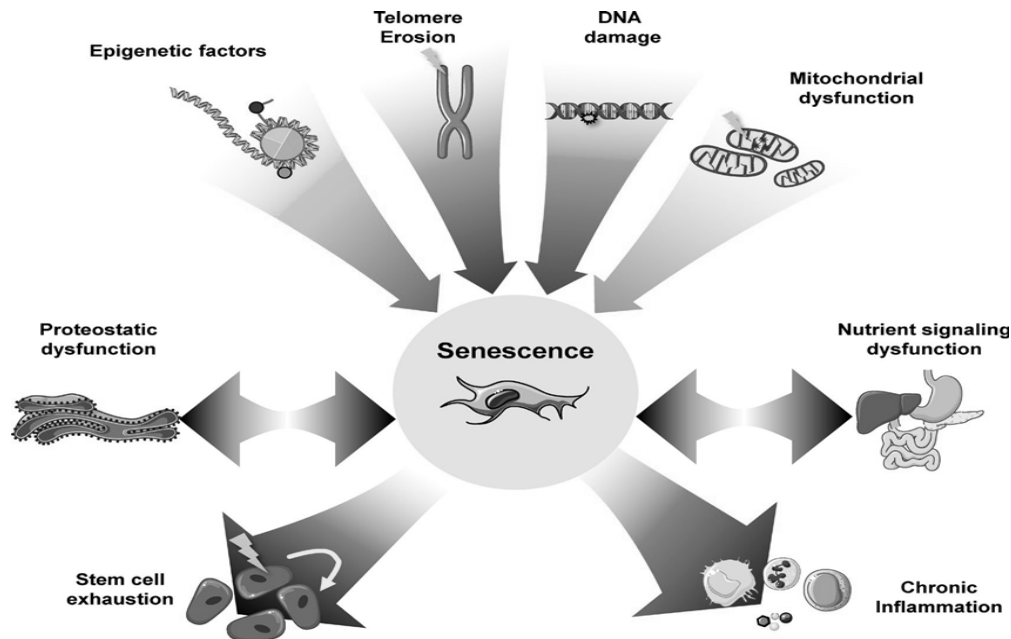 Telomere
Erosion
DNA
damage
Epigenetic factors
Mitochondrial
dysfunction
Proteostatic
dysfunction
Senescence
Nutrient signaling
dysfunction
Stem cell
exhaustion
Chronic
Inflammation